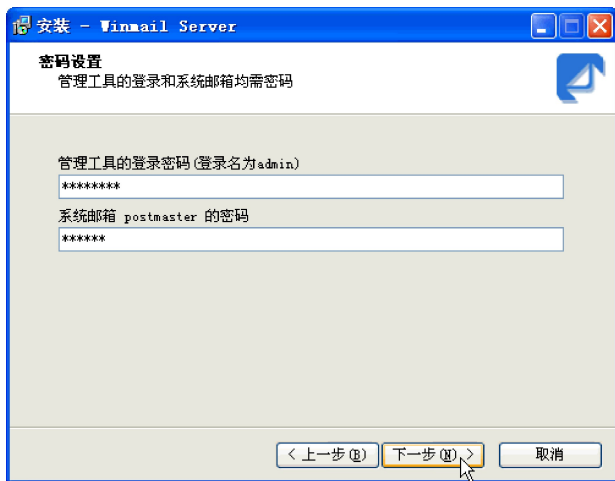 安装 - Winmail Server
密码设置
管理工具的登录和系统邮箱均需密码
管理工具的登录密码(登录名为admin)
********
系统邮箱 postmaster 的密码
******
< 上一步(B)
下一步(N) >
取消